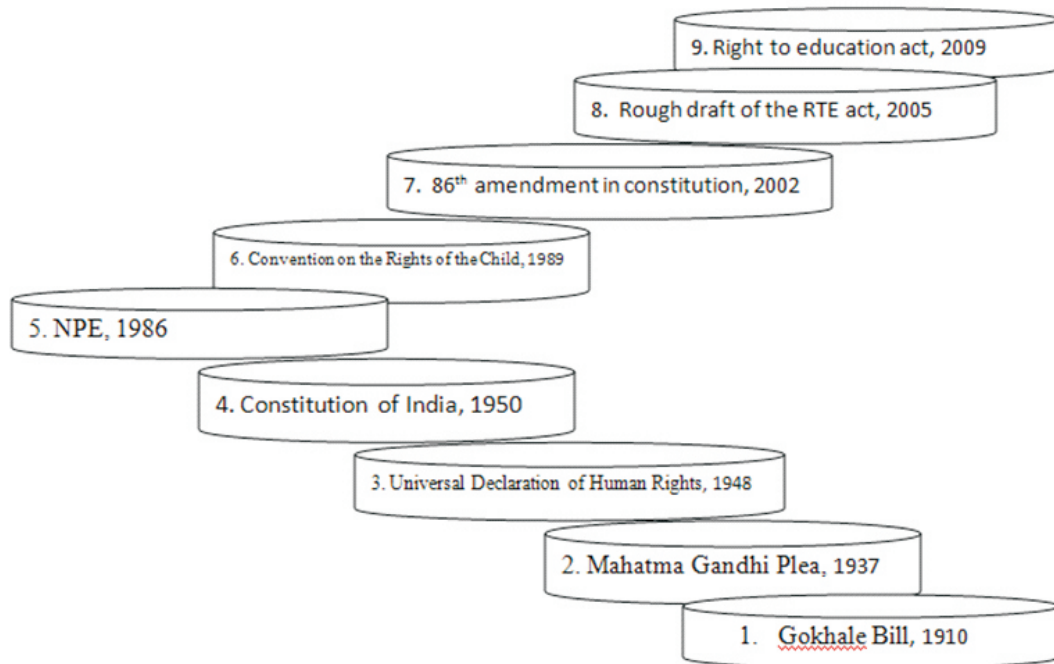 9. Right to education act, 2009
8. Rough draft of the RTE act, 2005
7. 86th amendment in constitution, 2002
6. Convention on the Rights of the Child, 1989
5. NPE, 1986
4. Constitution of India, 1950
3. Universal Declaration of Human Rights, 1948
2. Mahatma Gandhi Plea, 1937
1. Gokhale Bill, 1910